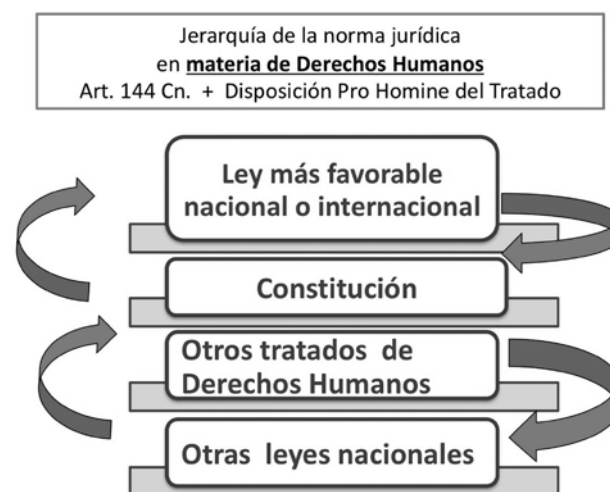 Jerarquía de la norma jurídica
en materia de Derechos Humanos
Art. 144 Cn. + Disposición Pro Homine del Tratado
Ley más favorable
nacional o internacional
Constitución
Otros tratados de
Derechos Humanos
Otras leyes nacionales